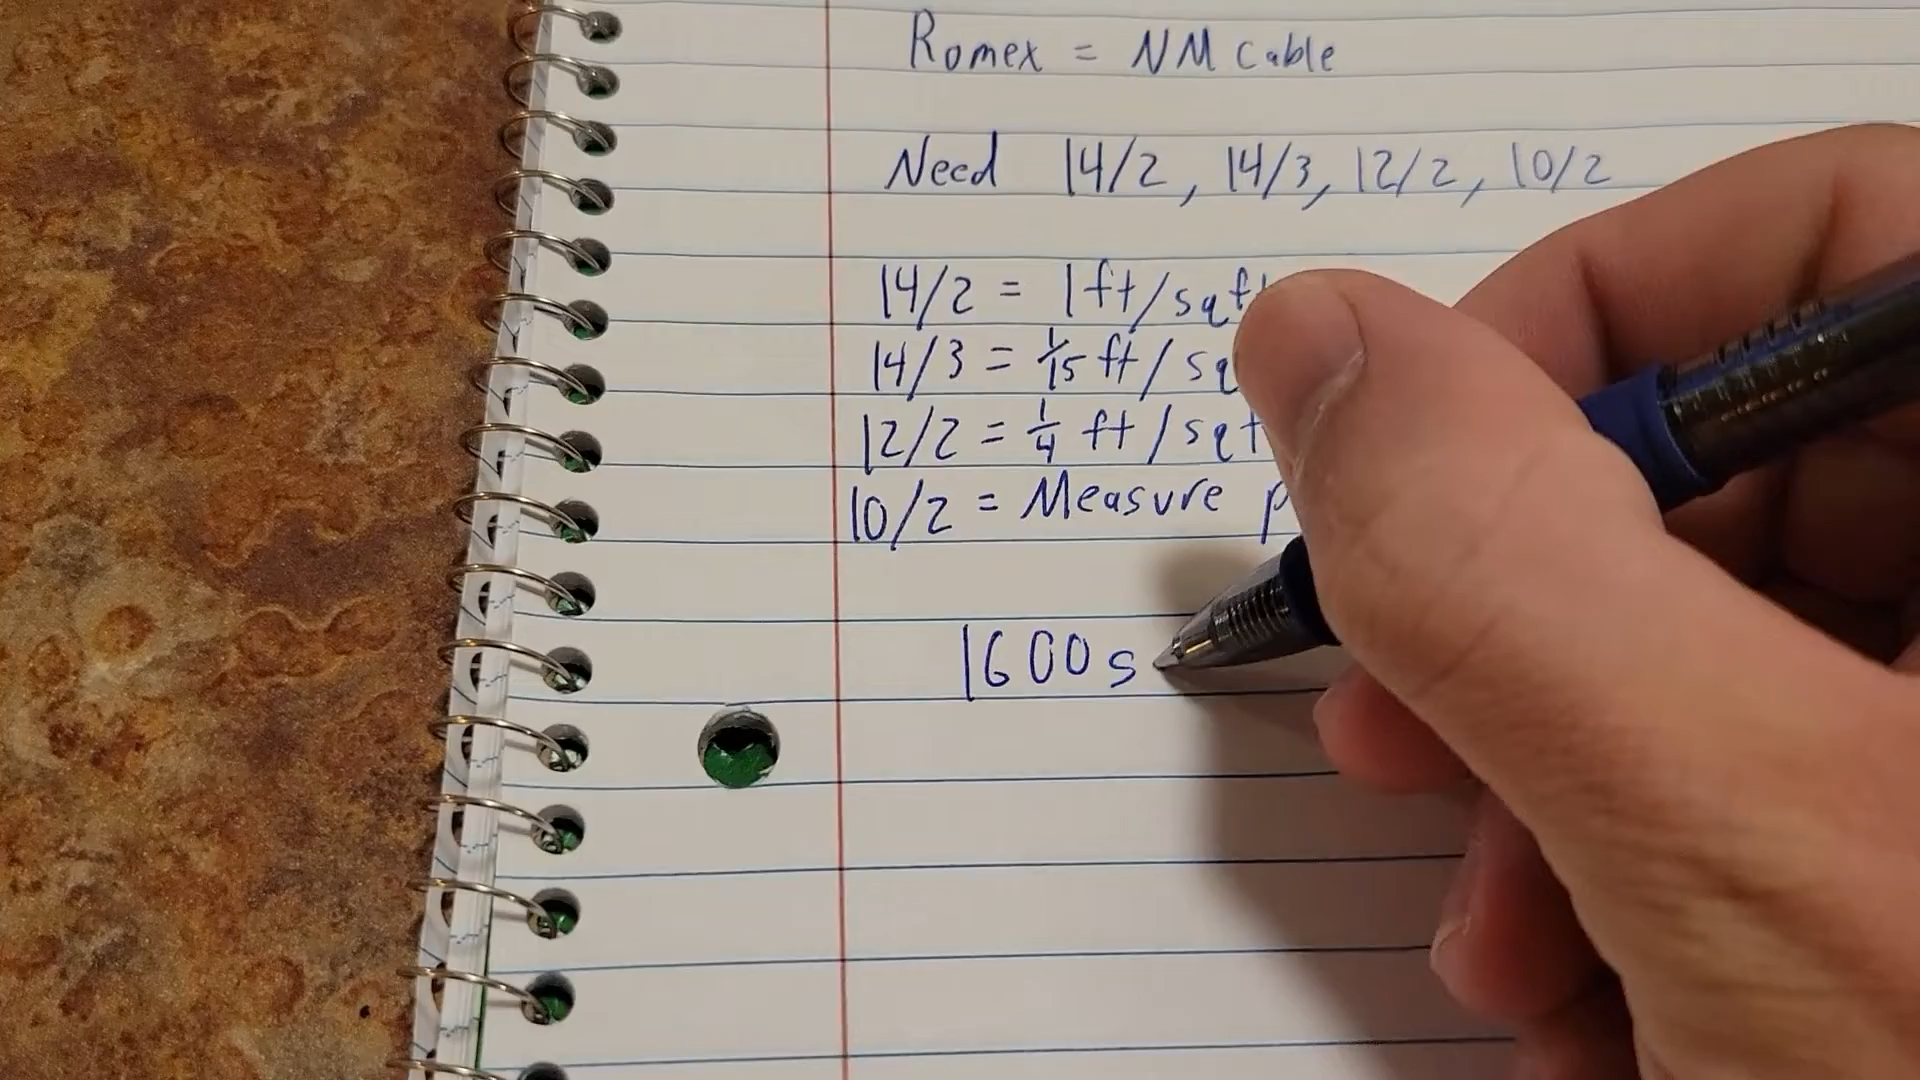 Romex = NM Cable
Need 14/2, 14/3, 12/2, 10/2
14/2 = 1ft/sqft
14/3 = 1/15 ft/sq
12/2 = 1/4 ft/sqf
10/2 = Measure
1600s